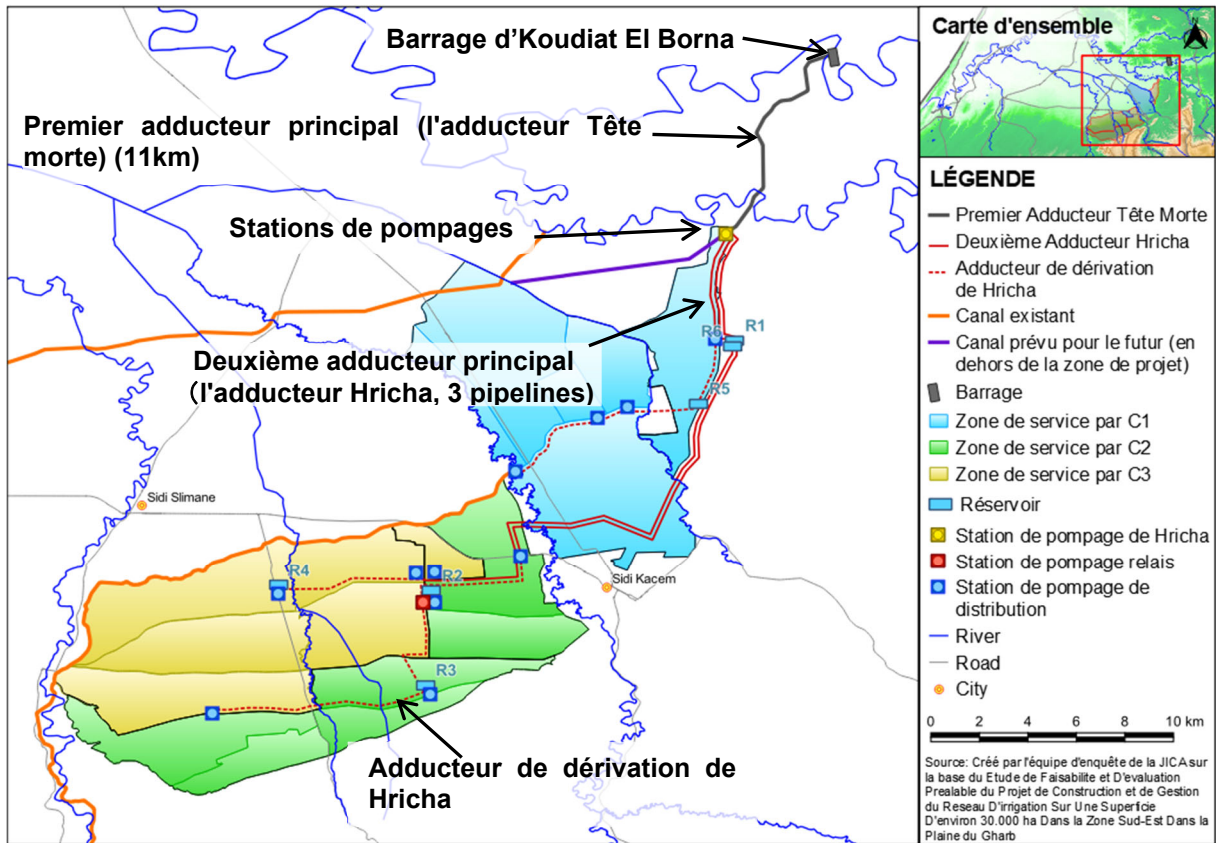 Barrage d'Koudiat El Borna
Premier adducteur principal (l'adducteur Tête
morte) (11km)
Stations de pompages
R6
R1
Deuxième adducteur principal
(l'adducteur Hricha, 3 pipelines)
R5
Sidi Slimane
R4
R2
Sidi Kacem
R3
Adducteur de dérivation de
Hricha
Carte d'ensemble
N
LÉGENDE
Premier Adducteur Tête Morte
Deuxième Adducteur Hricha
Adducteur de dérivation
de Hricha
Canal existant
Canal prévu pour le futur (en
dehors de la zone de projet)
Barrage
Zone de service par C1
Zone de service par C2
Zone de service par C3
Réservoir
Station de pompage de Hricha
Station de pompage relais
Station de pompage de
distribution
River
Road
City
0 2 4 6 8 10 km
Source: Créé par l'équipe d'enquête de la JICA sur
la base du Etude de Faisabilite et D'evaluation
Prealable du Projet de Construction et de Gestion
du Reseau D'irrigation Sur Une Superficie
D'environ 30.000 ha Dans la Zone Sud-Est Dans la
Plaine du Gharb